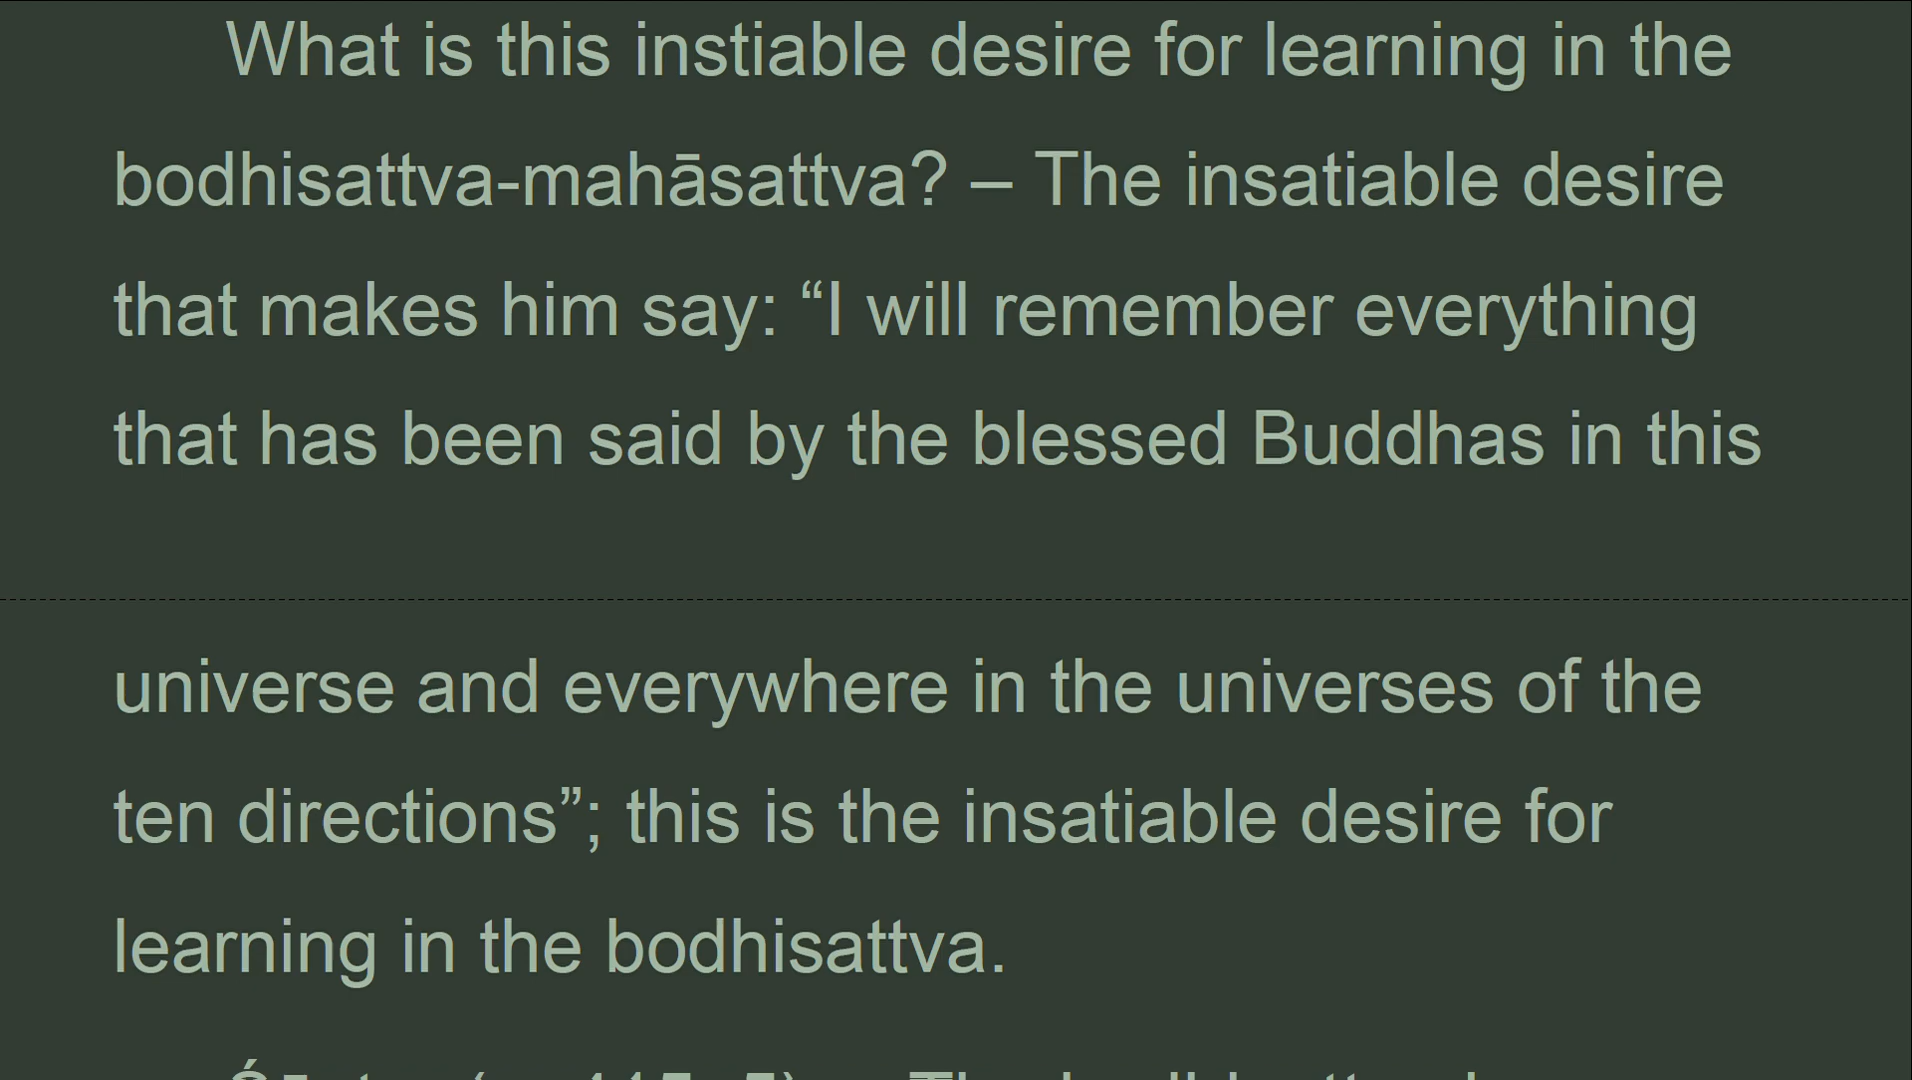 What is this instiable desire for learning in the
bodhisattva-mahāsattva? – The insatiable desire
that makes him say: “I will remember everything
that has been said by the blessed Buddhas in this
universe and everywhere in the universes of the
ten directions”; this is the insatiable desire for
learning in the bodhisattva.